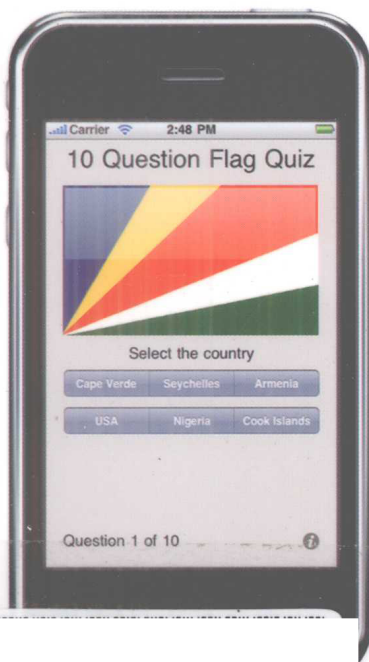 Carrier 2:48 PM
10 Question Flag Quiz
Select the country
Cape Verde Seychelles Armenia
USA Nigeria Cook Islands
Question 1 of 10
i